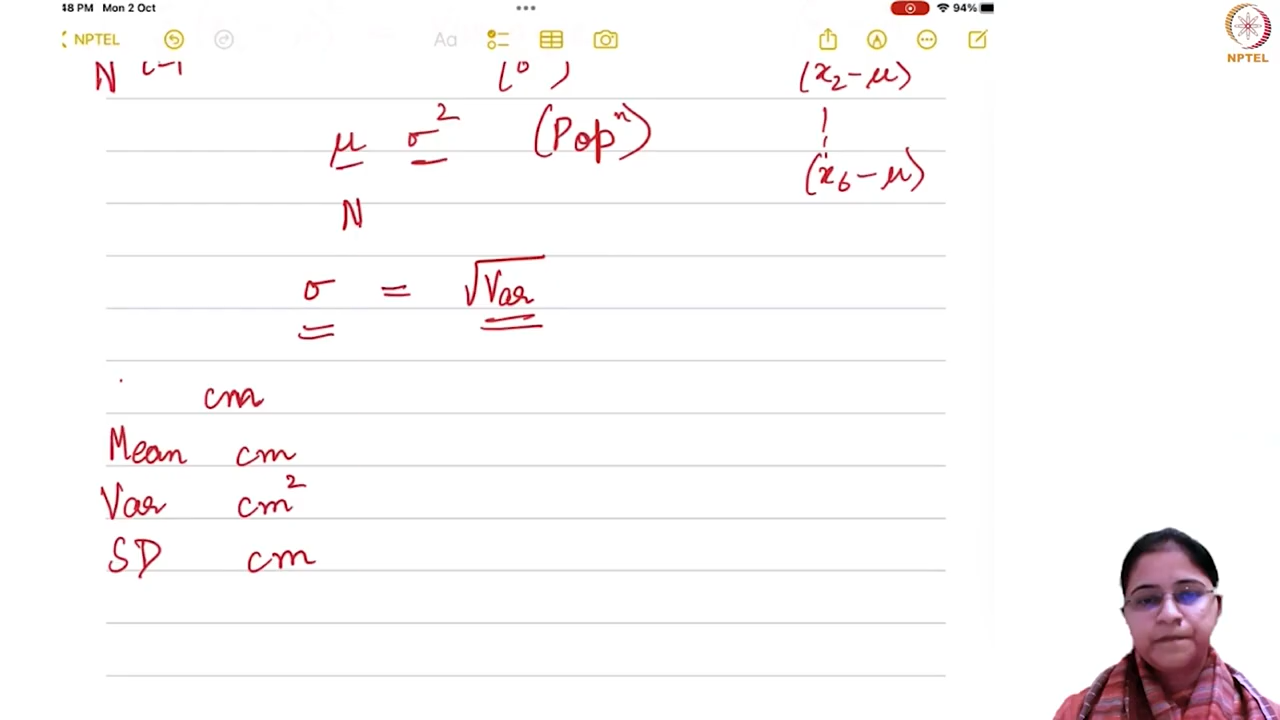 48 PM Mon 2 Oct
94%
NPTEL
Aa
NPTEL
N
(x₂-μ)
μ σ² (Popⁿ)
(x₆-μ)
N
σ = √Var
cm
Mean cm
Var cm²
SD cm